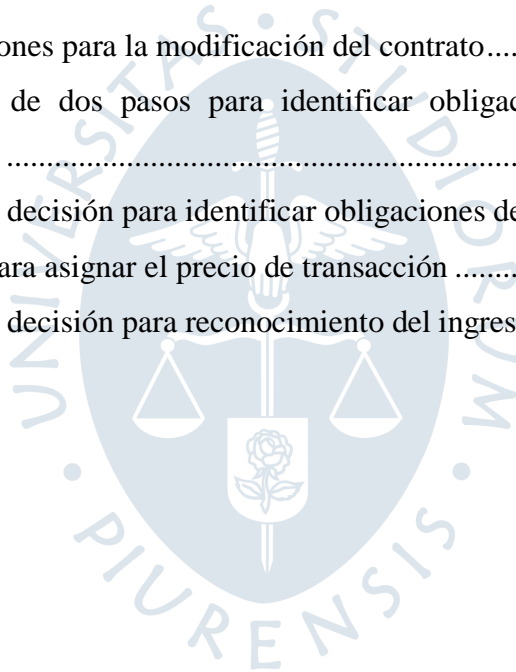 ones para la modificación del contrato....
de dos pasos para identificar obligac
................................................................
decisión para identificar obligaciones de
ara asignar el precio de transacción ........
decisión para reconocimiento del ingres
UNIVERSITAS • STUDIORUM • PIURENSIS •